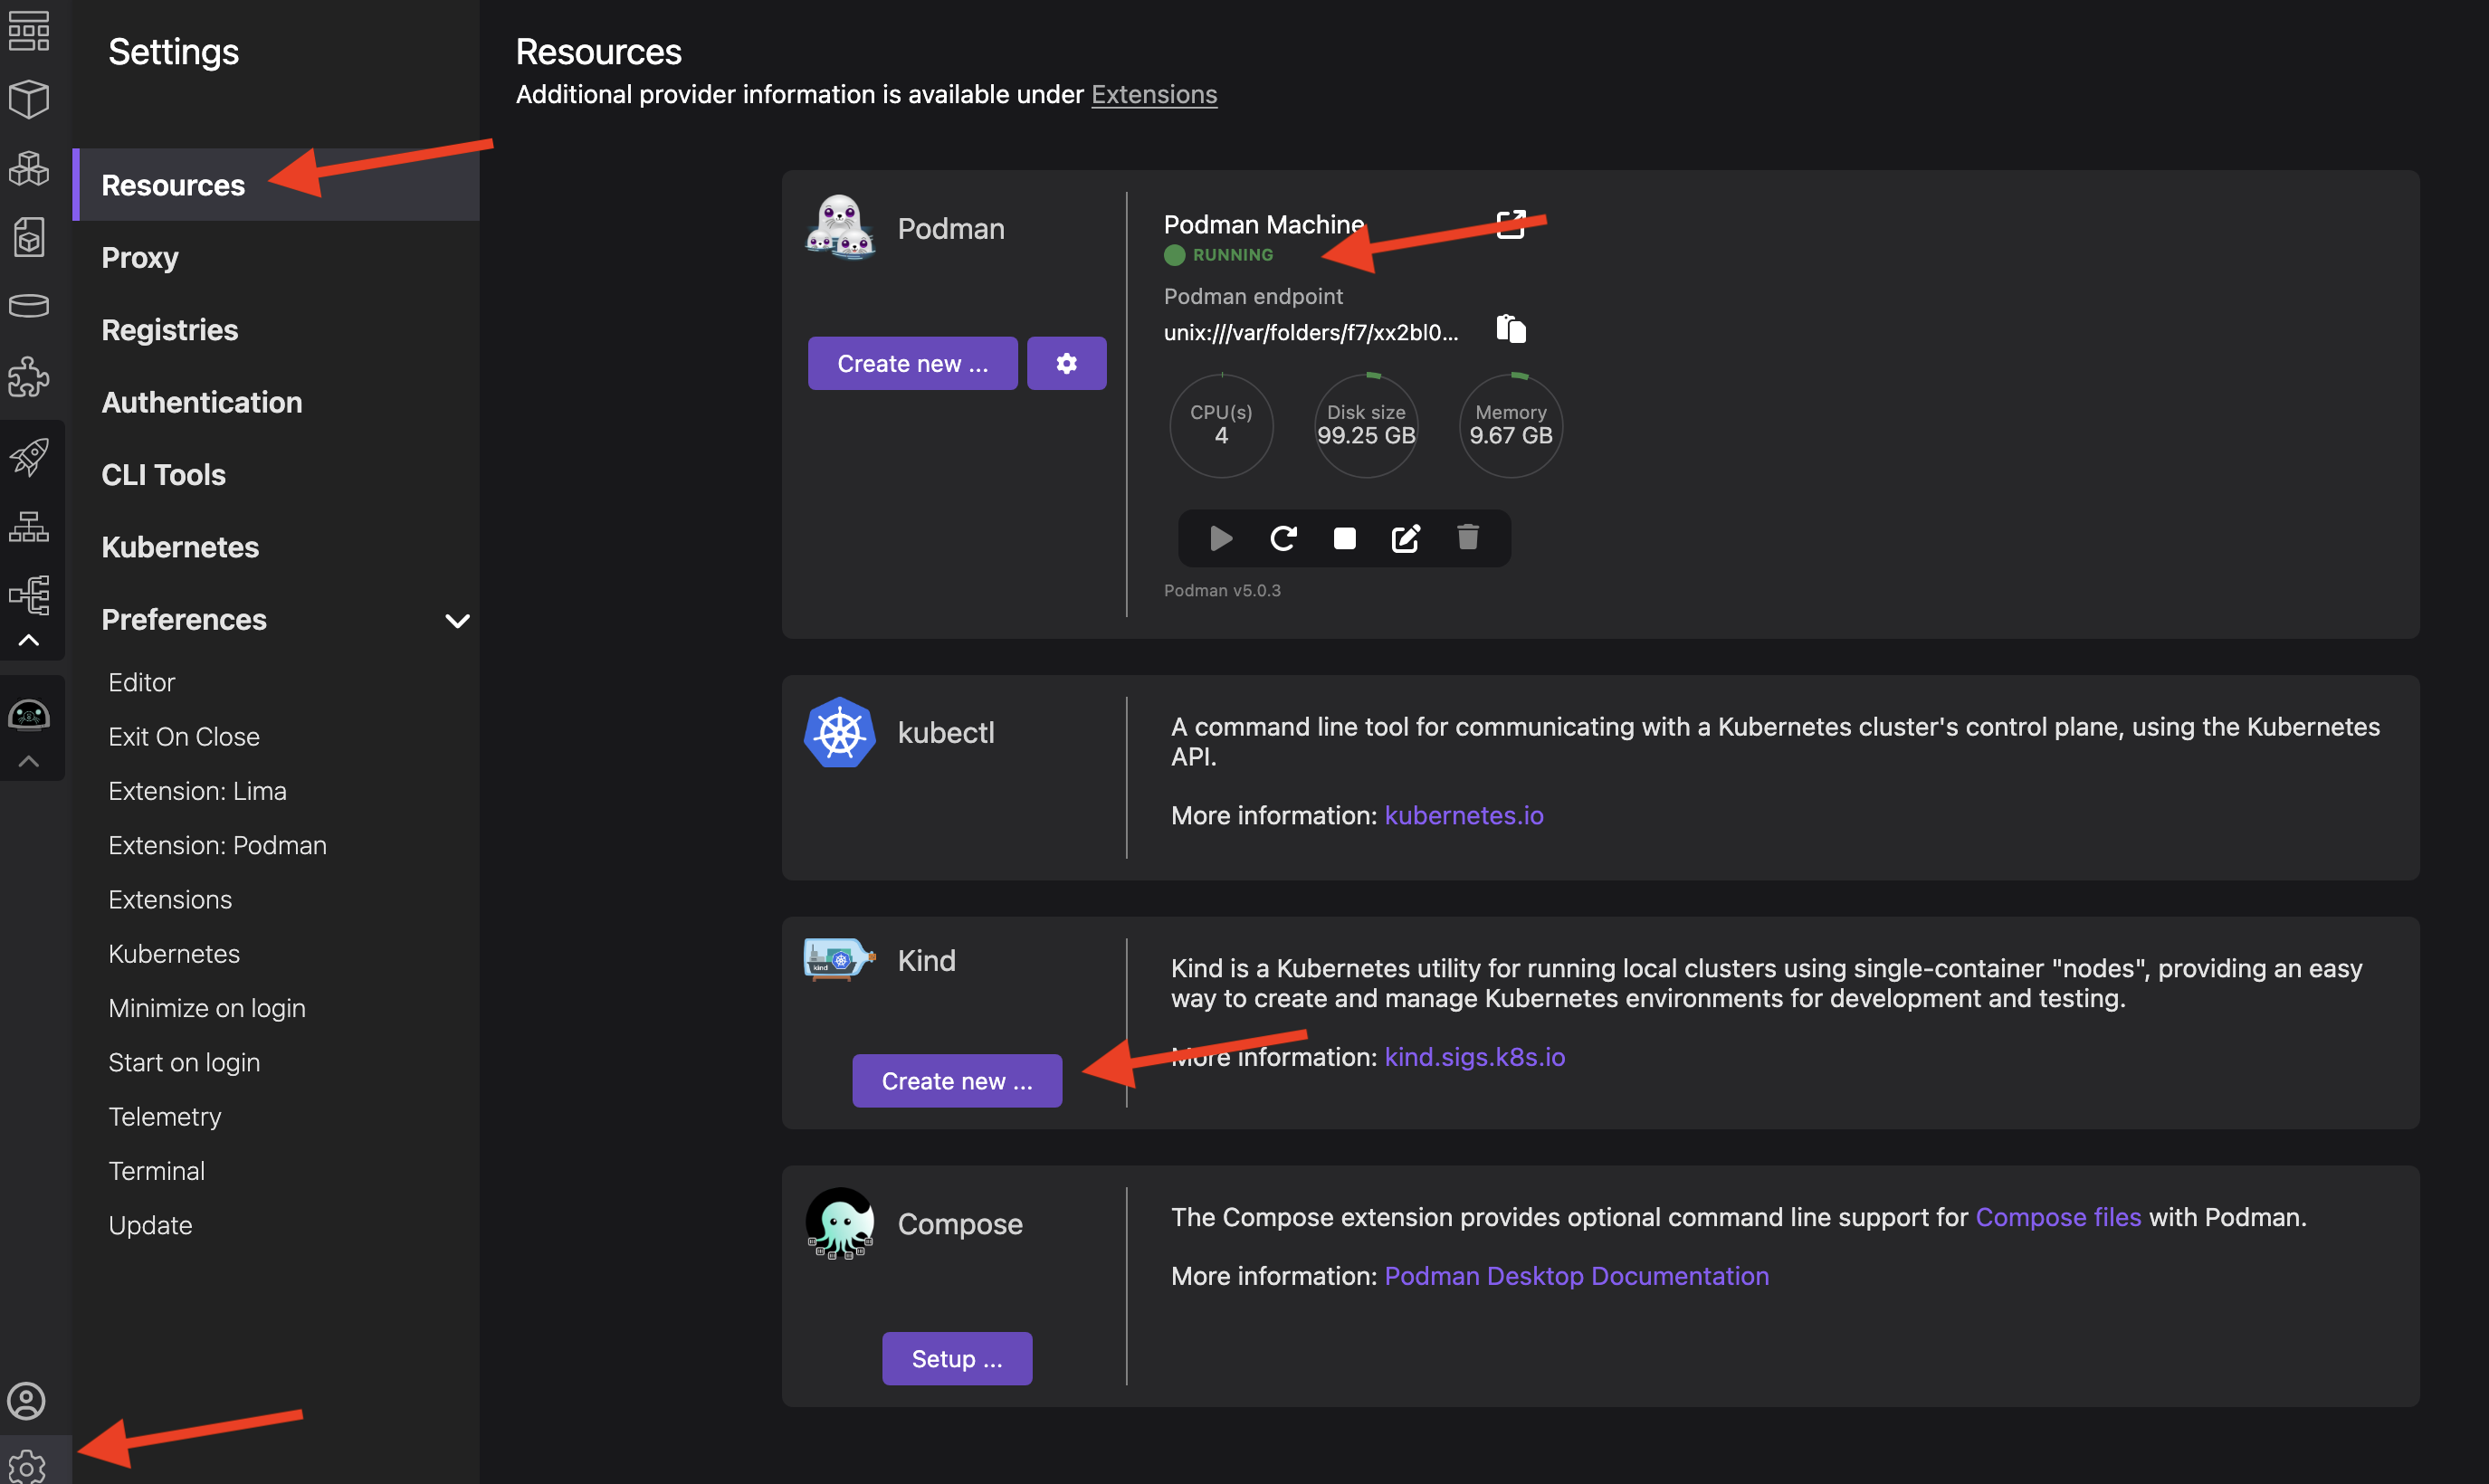 Settings
Resources
Proxy
Registries
Authentication
CLI Tools
Kubernetes
Preferences
Editor
Exit On Close
Extension: Lima
Extension: Podman
Extensions
Kubernetes
Minimize on login
Start on login
Telemetry
Terminal
Update
Resources
Additional provider information is available under Extensions
Podman
Create new ...
Podman Machine
RUNNING
Podman endpoint
unix:///var/folders/f7/xx2bl0...
CPU(s)
4
Disk size
99.25 GB
Memory
9.67 GB
Podman v5.0.3
kubectl
A command line tool for communicating with a Kubernetes cluster's control plane, using the Kubernetes
API.
More information: kubernetes.io
kind
Kind
Create new ...
Kind is a Kubernetes utility for running local clusters using single-container "nodes", providing an easy
way to create and manage Kubernetes environments for development and testing.
More information: kind.sigs.k8s.io
Compose
Setup ...
The Compose extension provides optional command line support for Compose files with Podman.
More information: Podman Desktop Documentation